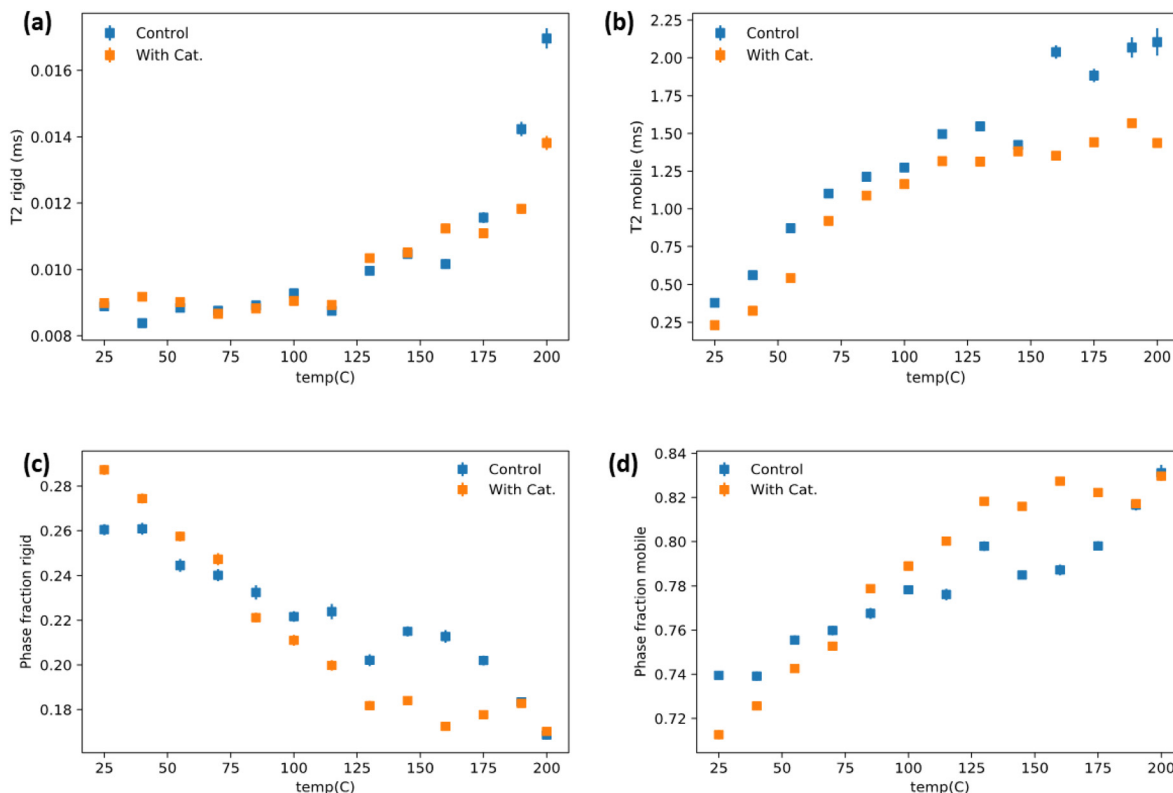 (a)
Control
With Cat.
0.016
0.014
0.012
0.010
0.008
T2 rigid (ms)
25 50 75 100 125 150 175 200
temp(C)
(b)
Control
With Cat.
2.25
2.00
1.75
1.50
1.25
1.00
0.75
0.50
0.25
T2 mobile (ms)
25 50 75 100 125 150 175 200
temp(C)
(c)
Control
With Cat.
0.28
0.26
0.24
0.22
0.20
0.18
Phase fraction rigid
25 50 75 100 125 150 175 200
temp(C)
(d)
Control
With Cat.
0.84
0.82
0.80
0.78
0.76
0.74
0.72
Phase fraction mobile
25 50 75 100 125 150 175 200
temp(C)